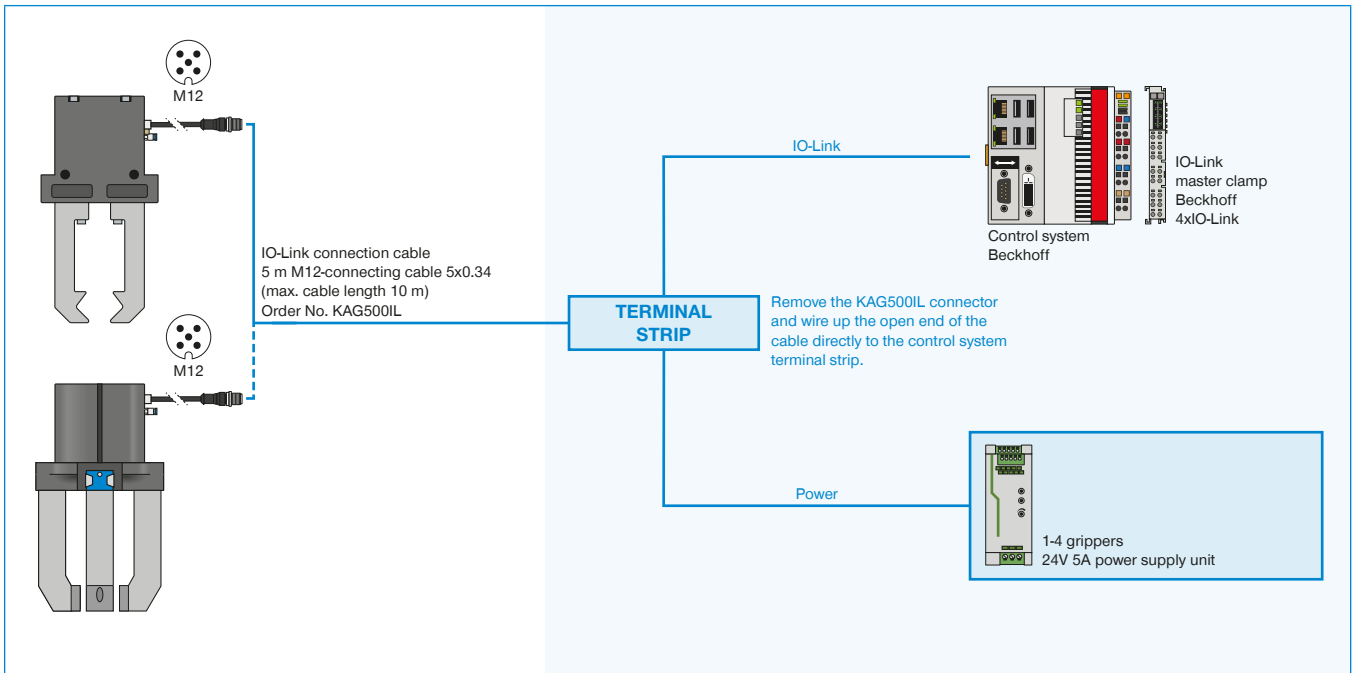 M12
IO-Link connection cable
5 m M12-connecting cable 5x0.34
(max. cable length 10 m)
Order No. KAG500IL
M12
TERMINAL
STRIP
Remove the KAG500IL connector
and wire up the open end of the
cable directly to the control system
terminal strip.
IO-Link
Control system
Beckhoff
IO-Link
master clamp
Beckhoff
4xIO-Link
Power
1-4 grippers
24V 5A power supply unit